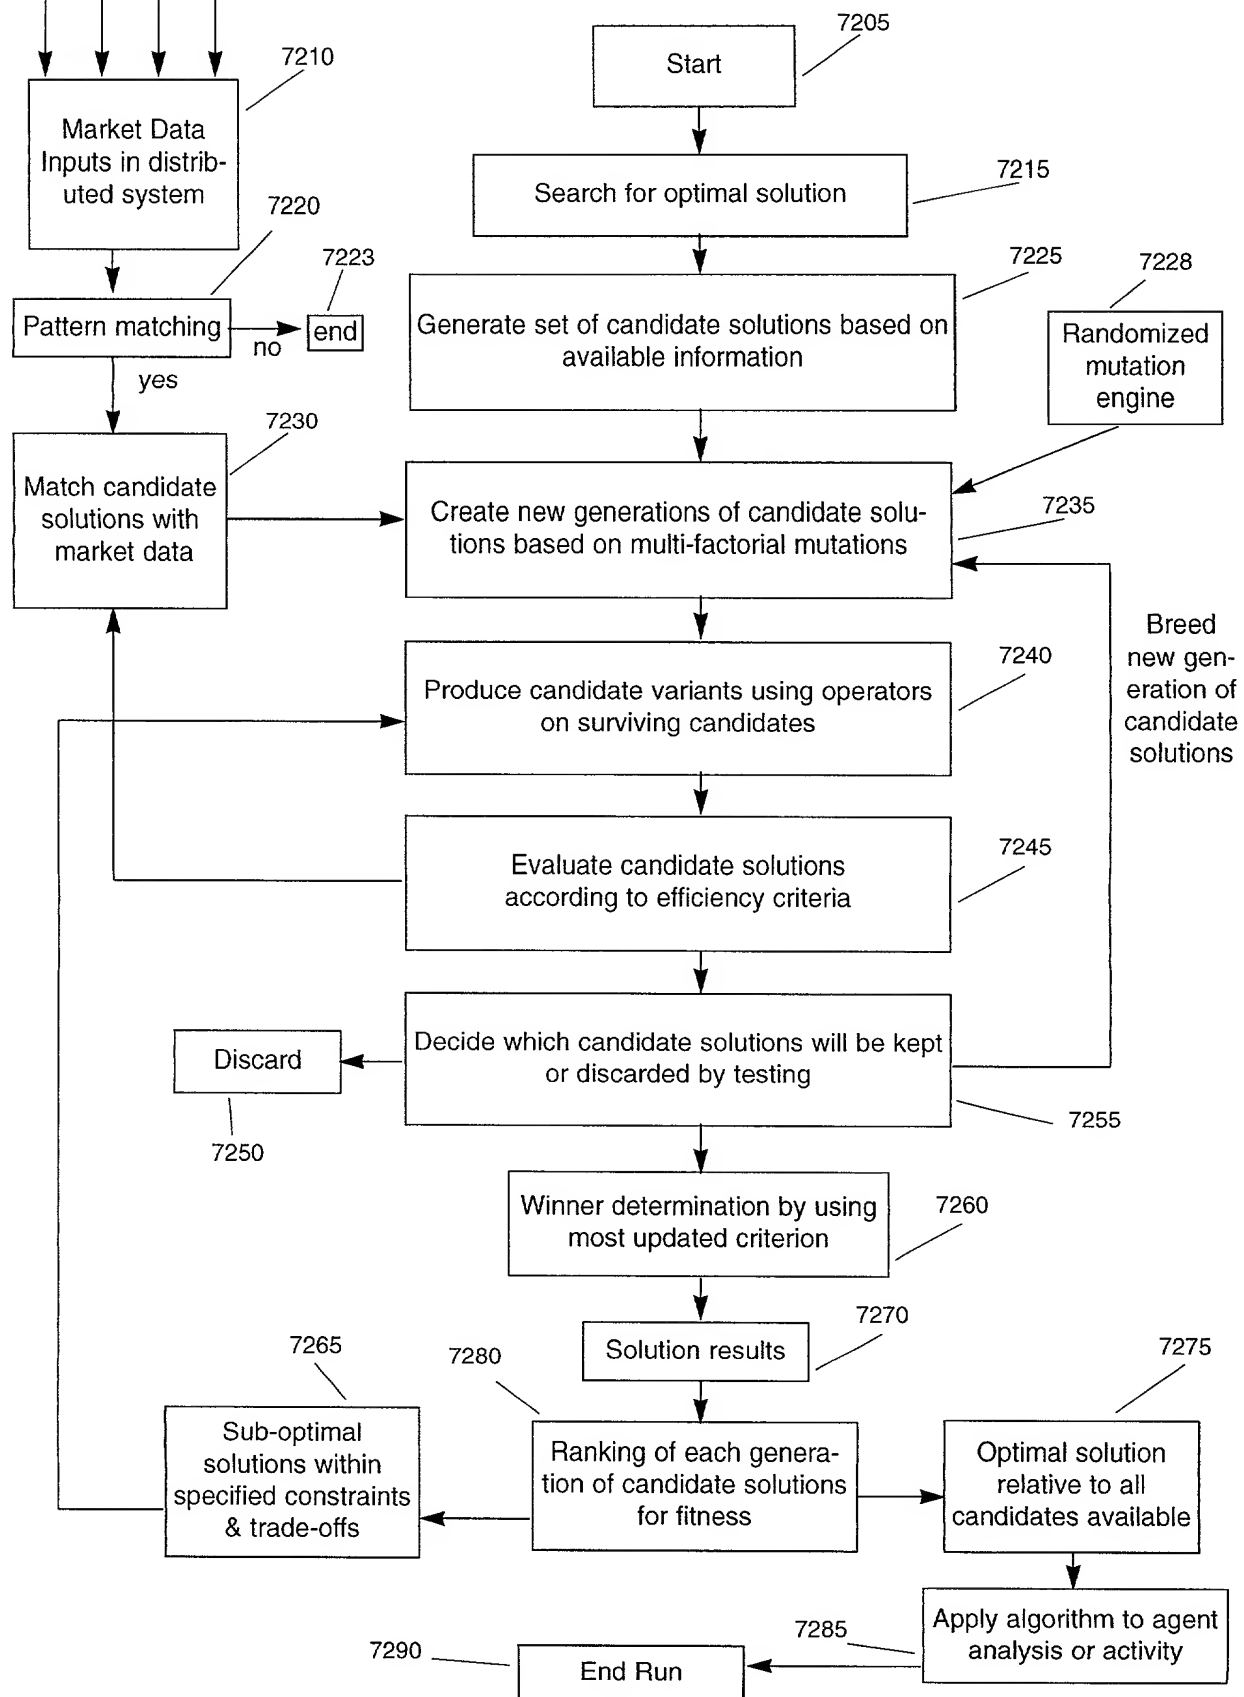 7205
Start
7210
Market Data
Inputs in distrib-
uted system
7215
Search for optimal solution
7220
7223
end
Pattern matching
no
yes
7225
Generate set of candidate solutions based on
available information
7228
Randomized
mutation
engine
7230
Match candidate
solutions with
market data
7235
Create new generations of candidate solu-
tions based on multi-factorial mutations
Breed
new gen-
eration of
candidate
solutions
7240
Produce candidate variants using operators
on surviving candidates
7245
Evaluate candidate solutions
according to efficiency criteria
Decide which candidate solutions will be kept
or discarded by testing
7255
Discard
7250
Winner determination by using
most updated criterion
7260
Solution results
7270
7265
Sub-optimal
solutions within
specified constraints
& trade-offs
7280
Ranking of each genera-
tion of candidate solutions
for fitness
7275
Optimal solution
relative to all
candidates available
Apply algorithm to agent
analysis or activity
7285
7290
End Run